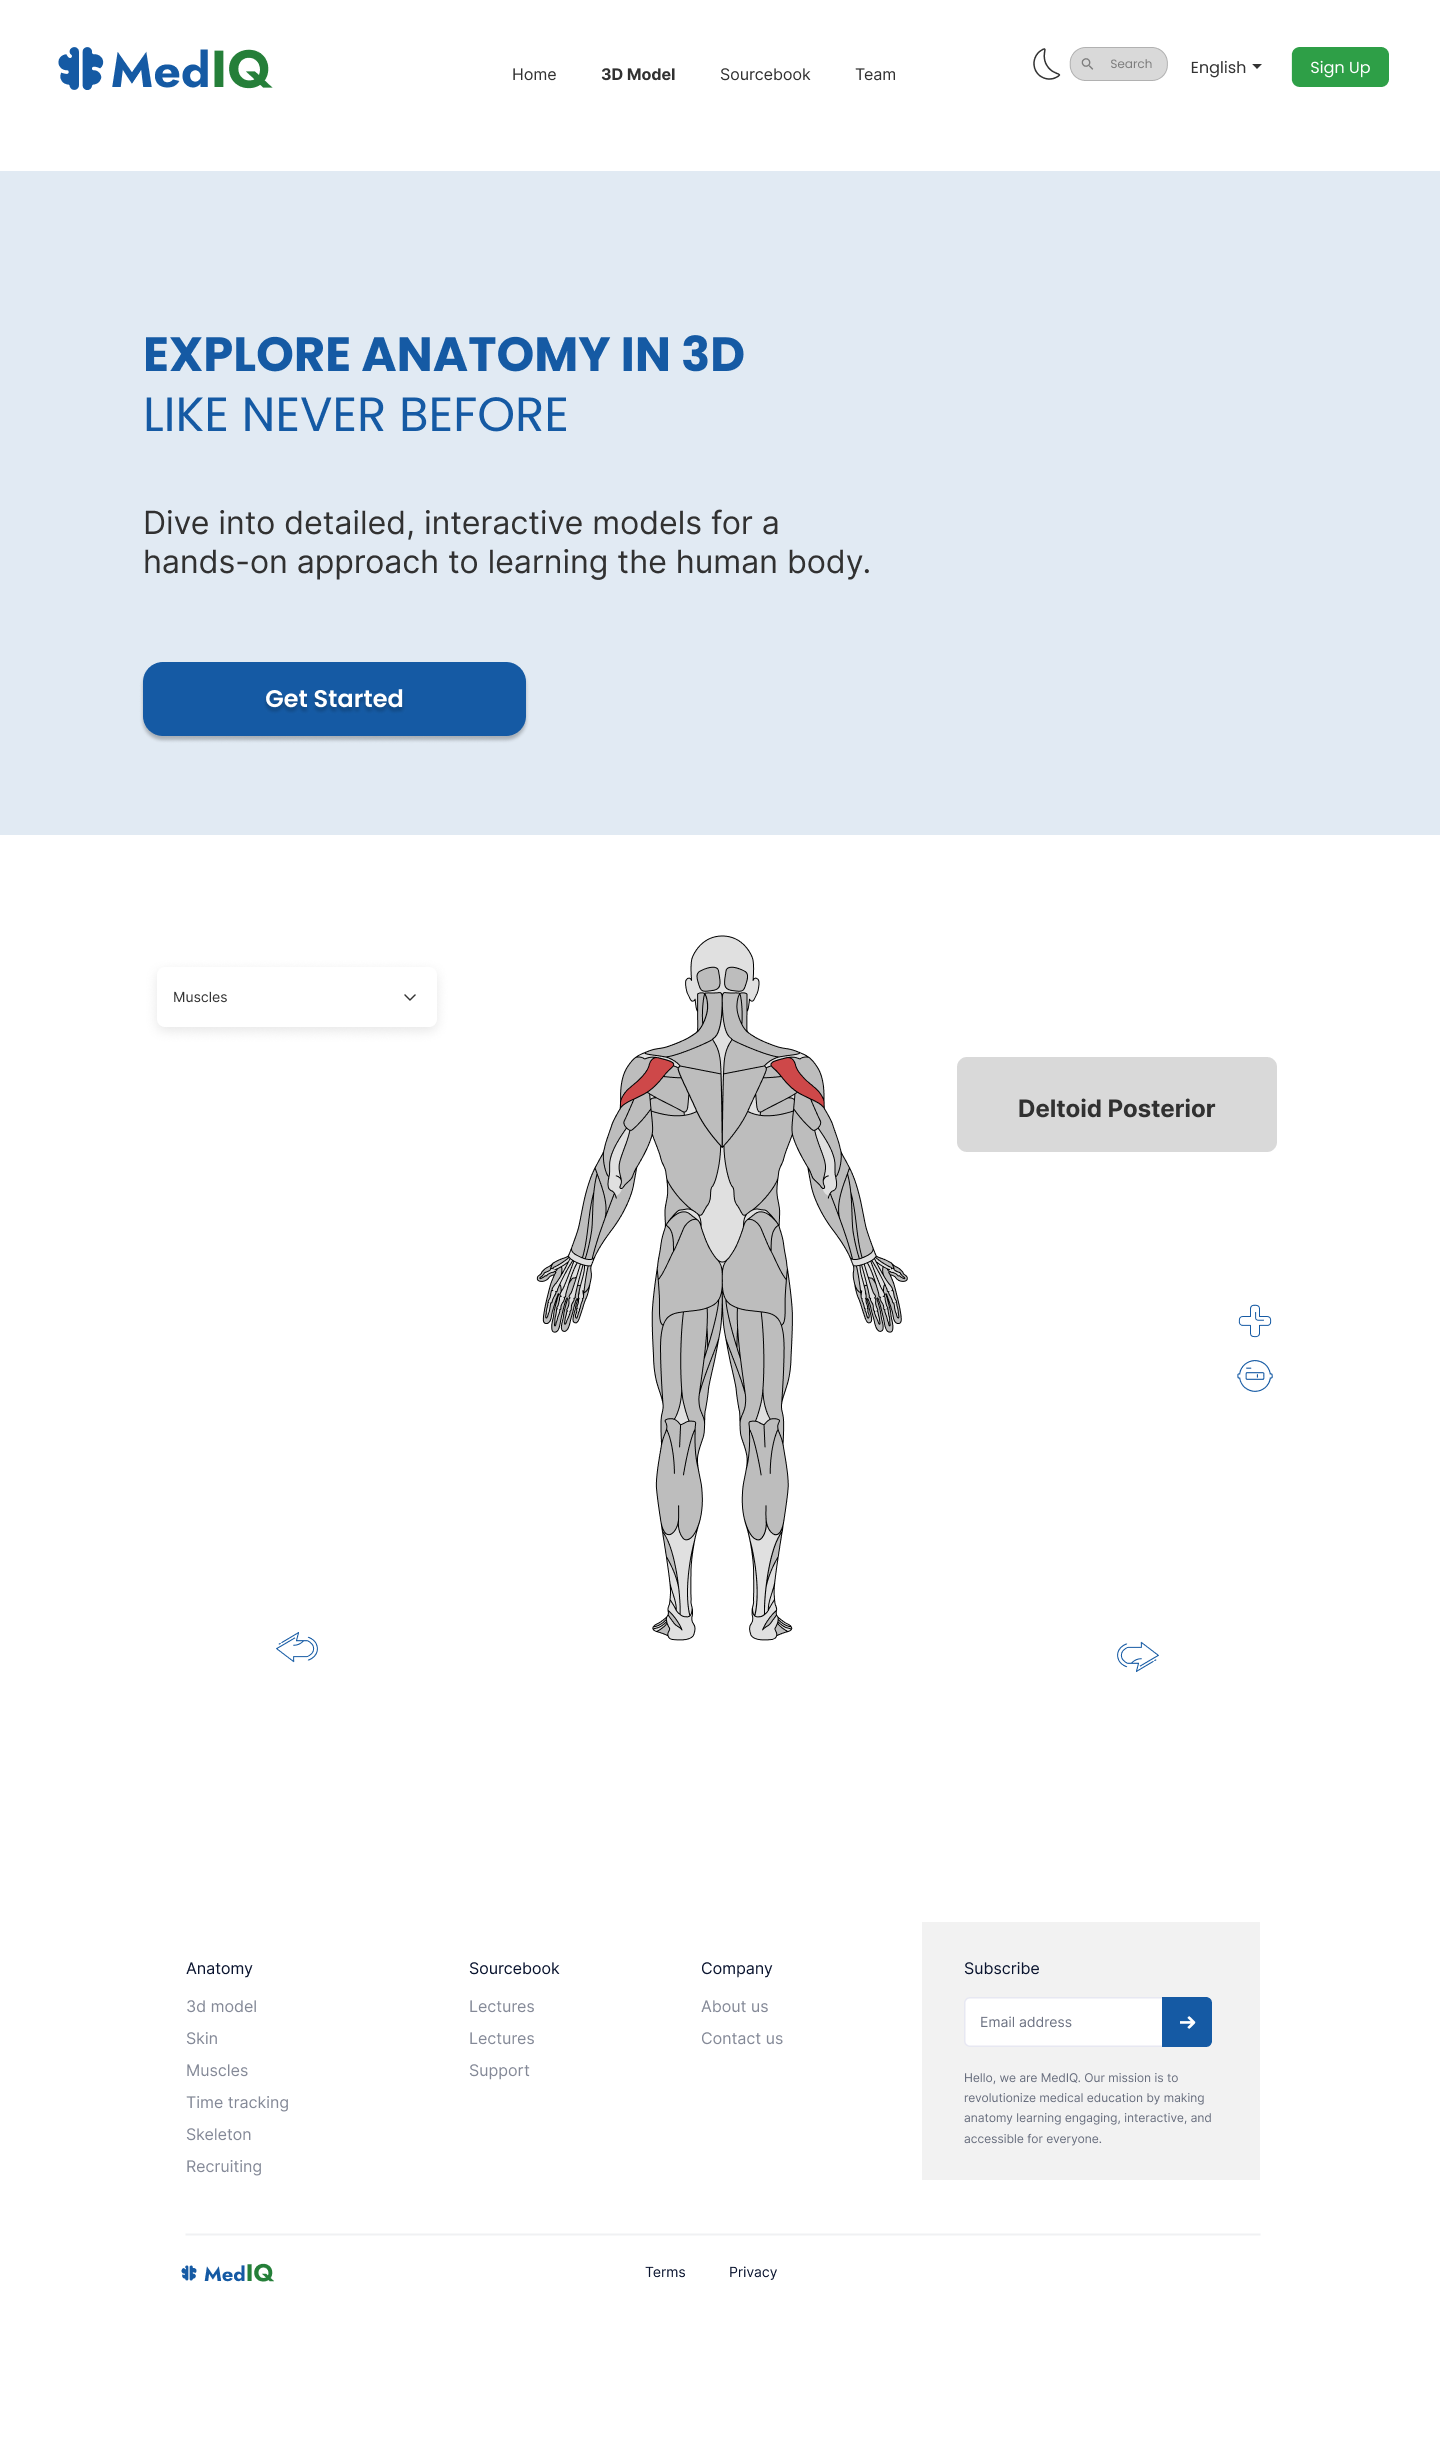 MedIQ
Home
3D Model
Sourcebook
Team
Search
English
Sign Up
EXPLORE ANATOMY IN 3D
LIKE NEVER BEFORE
Dive into detailed, interactive models for a
hands-on approach to learning the human body.
Get Started
Muscles
Deltoid Posterior
Anatomy
3d model
Skin
Muscles
Time tracking
Skeleton
Recruiting
Sourcebook
Lectures
Lectures
Support
Company
About us
Contact us
Subscribe
Email address
Hello, we are MedIQ. Our mission is to
revolutionize medical education by making
anatomy learning engaging, interactive, and
accessible for everyone.
MedIQ
Terms
Privacy